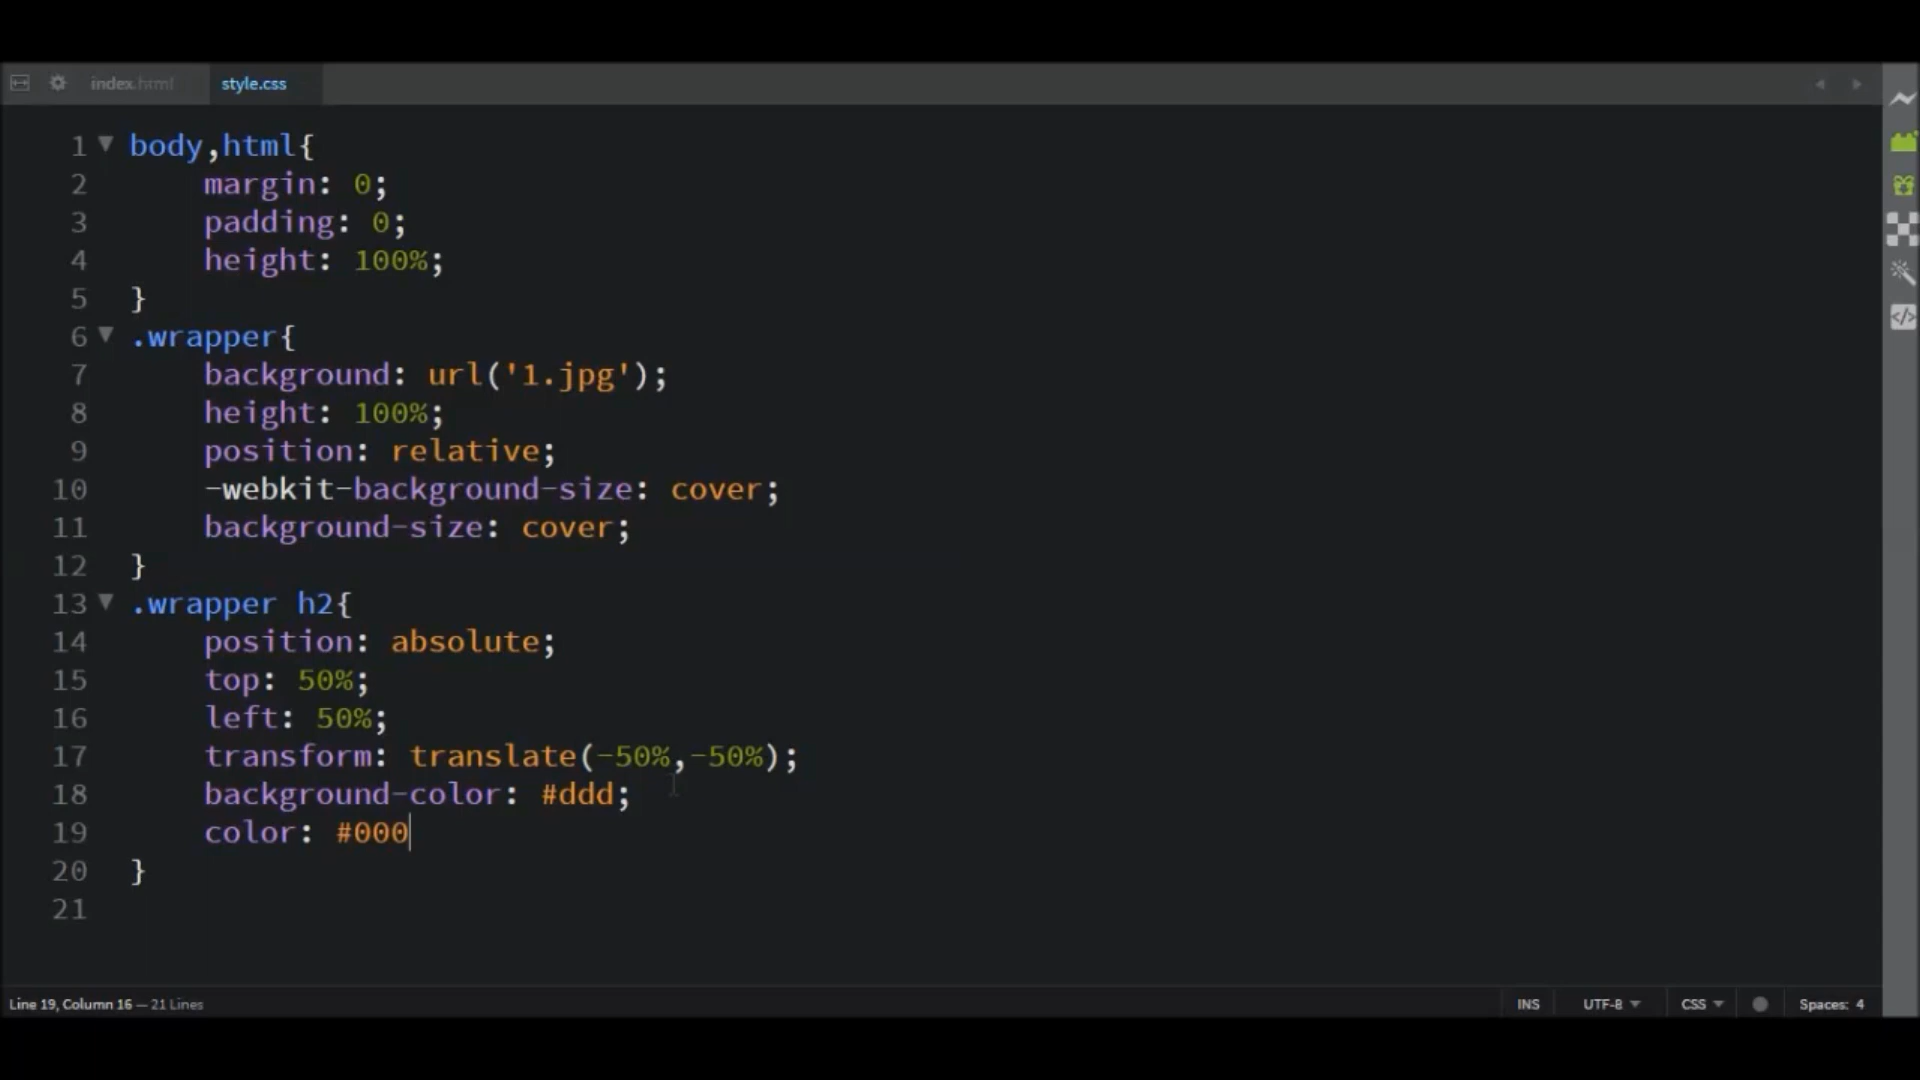 index.html style.css
1 body,html{
2 margin: 0;
3 padding: 0;
4 height: 100%;
5 }
6 .wrapper{
7 background: url('1.jpg');
8 height: 100%;
9 position: relative;
10 -webkit-background-size: cover;
11 background-size: cover;
12 }
13 .wrapper h2{
14 position: absolute;
15 top: 50%;
16 left: 50%;
17 transform: translate(-50%,-50%);
18 background-color: #ddd;
19 color: #000
20 }
21
Line 19, Column 16 — 21 Lines INS UTF-8 CSS Spaces: 4